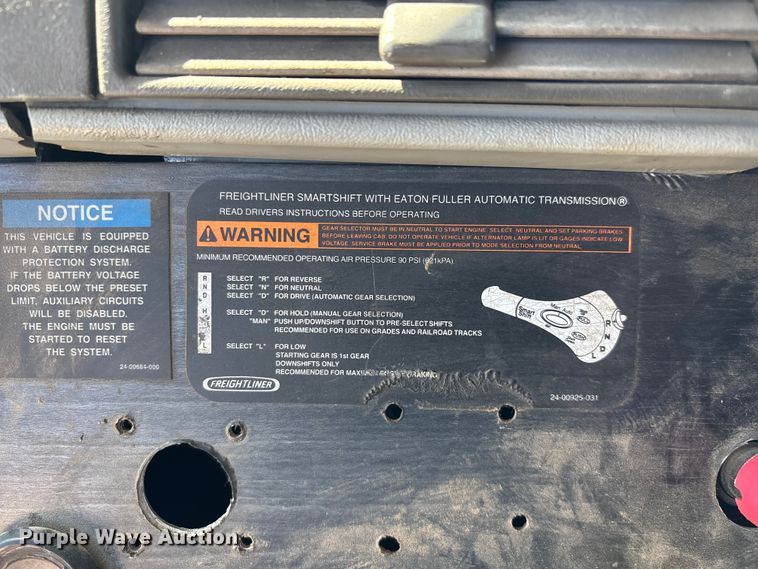 NOTICE
THIS VEHICLE IS EQUIPPED
WITH A BATTERY DISCHARGE
PROTECTION SYSTEM.
IF THE BATTERY VOLTAGE
DROPS BELOW THE PRESET
LIMIT, AUXILIARY CIRCUITS
WILL BE DISABLED.
THE ENGINE MUST BE
STARTED TO RESET
THE SYSTEM.
24-00684-000
FREIGHTLINER SMARTSHIFT WITH EATON FULLER AUTOMATIC TRANSMISSION®
READ DRIVERS INSTRUCTIONS BEFORE OPERATING
WARNING
GEAR SELECTOR MUST BE IN NEUTRAL TO START ENGINE. SELECT NEUTRAL AND SET PARKING BRAKES
BEFORE LEAVING CAB. DO NOT OPERATE VEHICLE IF ALTERNATOR LAMP IS LIT OR GAGES INDICATE LOW
VOLTAGE. SERVICE BRAKE MUST BE APPLIED PRIOR TO MODE SELECTION FROM NEUTRAL.
MINIMUM RECOMMENDED OPERATING AIR PRESSURE 90 PSI (621kPA)
R
N
D
H
SELECT "R" FOR REVERSE
SELECT "N" FOR NEUTRAL
SELECT "D" FOR DRIVE (AUTOMATIC GEAR SELECTION)
SELECT "D" FOR HOLD (MANUAL GEAR SELECTION)
"MAN" PUSH UP/DOWNSHIFT BUTTON TO PRE-SELECT SHIFTS
RECOMMENDED FOR USE ON GRADES AND RAILROAD TRACKS
SELECT "L" FOR LOW
STARTING GEAR IS 1st GEAR
DOWNSHIFTS ONLY
RECOMMENDED FOR MAXIMUM ENGINE BRAKING
Smart
Shift
Man Auto
R N D L
FREIGHTLINER
24-00925-031
Purple Wave Auction